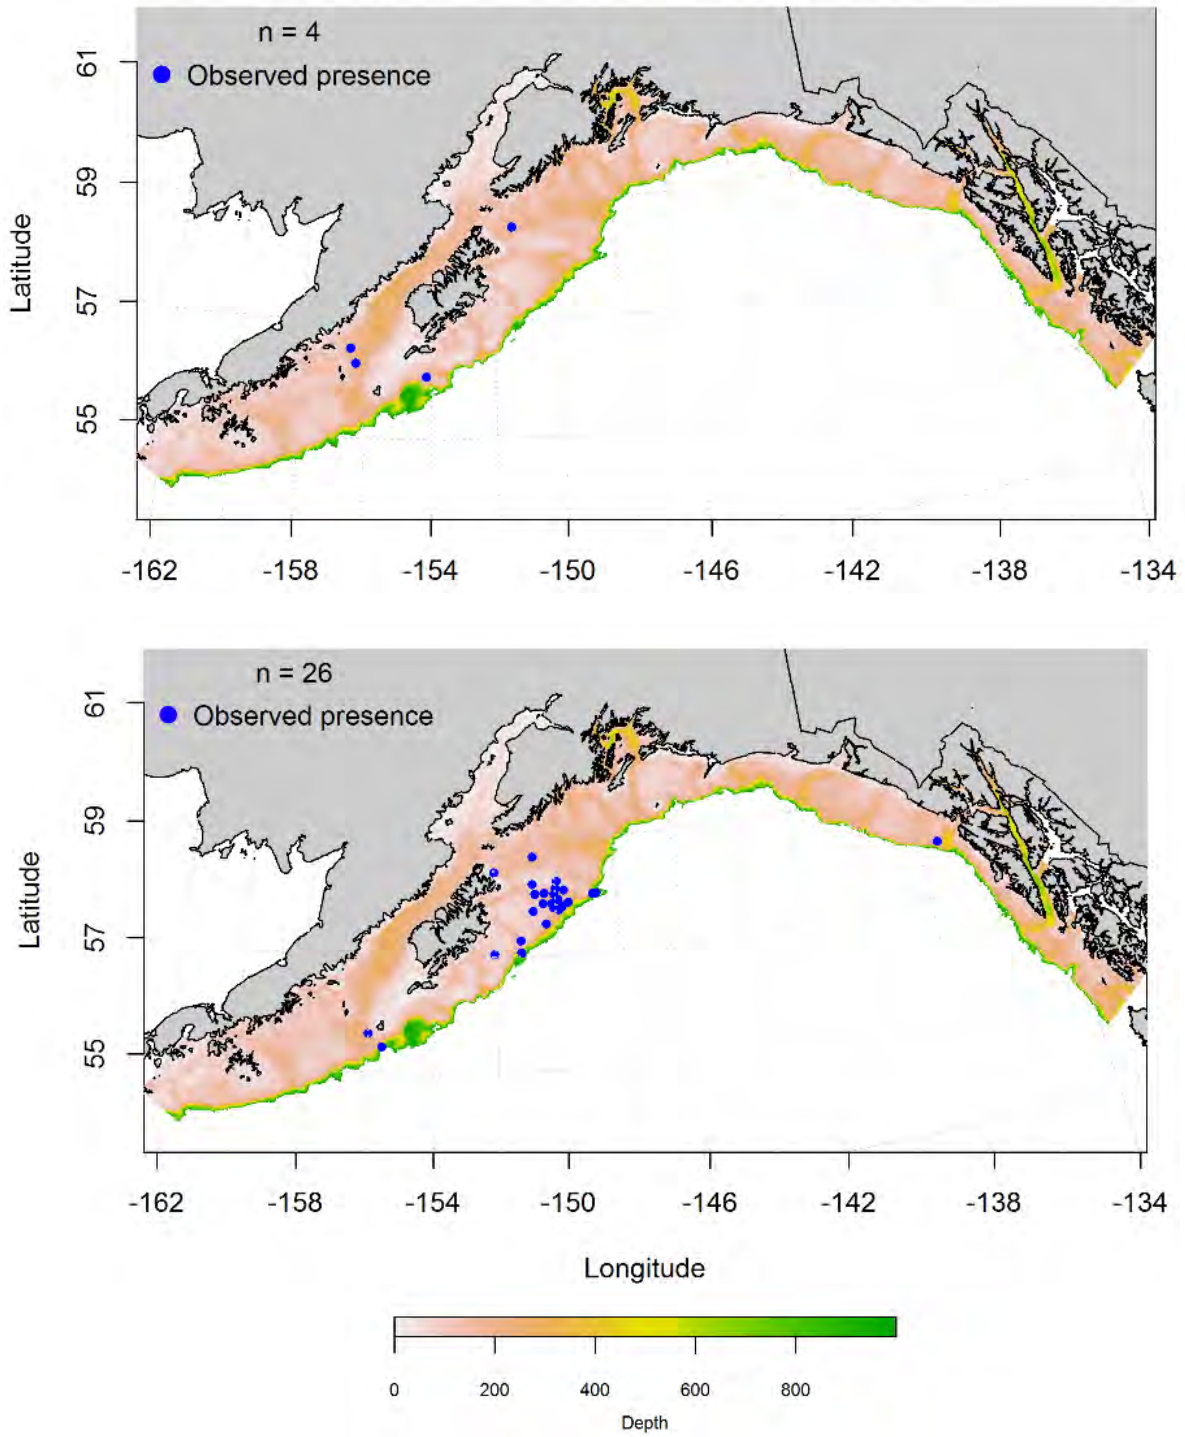 n = 4
Observed presence
61
59
57
55
Latitude
-162 -158 -154 -150 -146 -142 -138 -134
n = 26
Observed presence
61
59
57
55
Latitude
-162 -158 -154 -150 -146 -142 -138 -134
Longitude
0 200 400 600 800
Depth